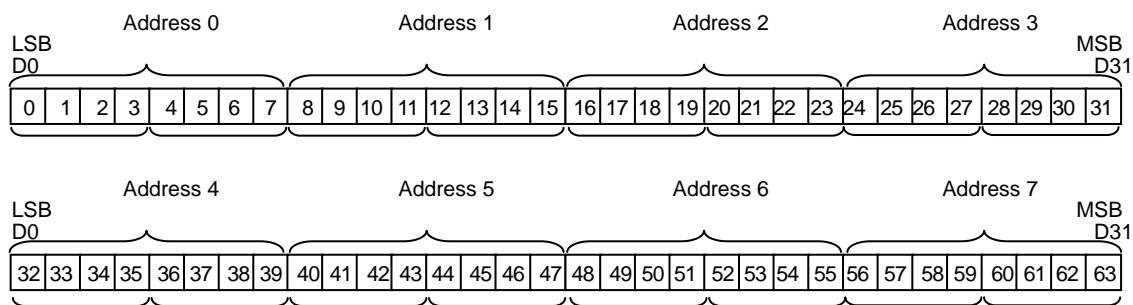 Address 0 Address 1 Address 2 Address 3
LSB MSB
D0 D31
0 1 2 3 4 5 6 7 8 9 10 11 12 13 14 15 16 17 18 19 20 21 22 23 24 25 26 27 28 29 30 31
Address 4 Address 5 Address 6 Address 7
LSB MSB
D0 D31
32 33 34 35 36 37 38 39 40 41 42 43 44 45 46 47 48 49 50 51 52 53 54 55 56 57 58 59 60 61 62 63